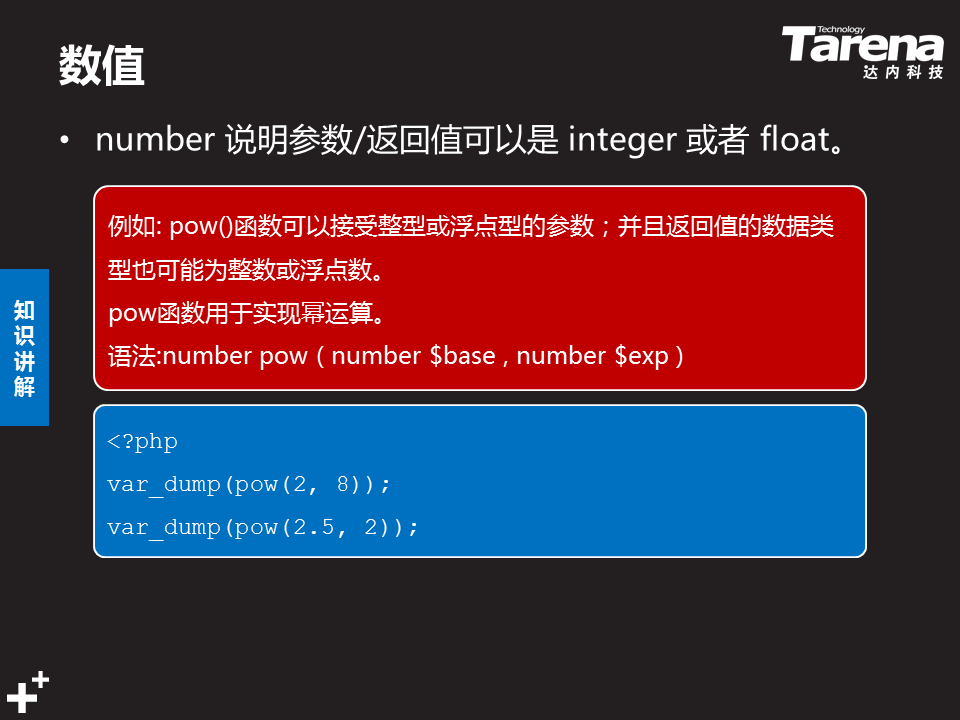 数值
Technology
Tarena
达内科技
• number 说明参数/返回值可以是 integer 或者 float。
例如: pow()函数可以接受整型或浮点型的参数；并且返回值的数据类
型也可能为整数或浮点数。
pow函数用于实现幂运算。
语法:number pow ( number $base , number $exp )
知识讲解
<?php
var_dump(pow(2, 8));
var_dump(pow(2.5, 2));